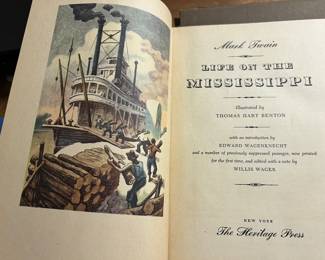 Mark Twain
LIFE ON THE
MISSISSIPPI
Illustrated by
THOMAS HART BENTON
with an introduction by
EDWARD WAGENKNECHT
and a number of previously suppressed passages, now printed
for the first time, and edited with a note by
WILLIS WAGER
NEW YORK
The Heritage Press